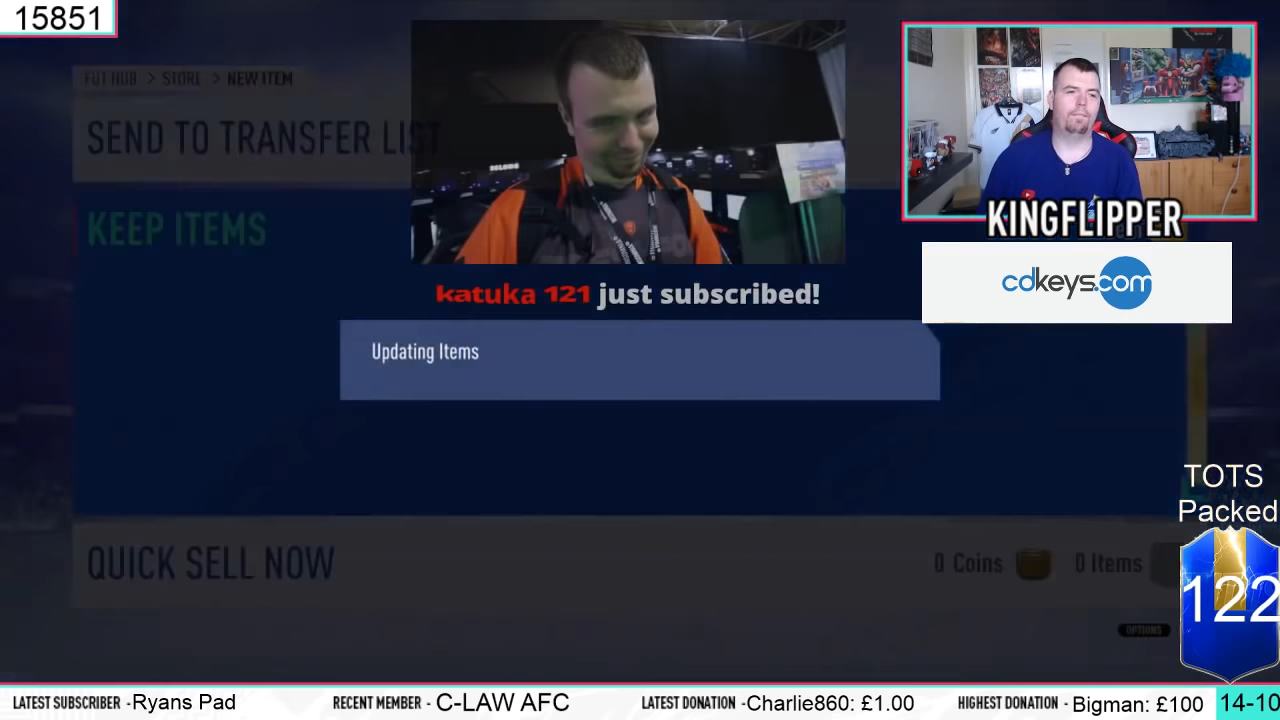 15851
FUT HUB > STORE > NEW ITEM
SEND TO TRANSFER LIST
KEEP ITEMS
katuka 121 just subscribed!
Updating Items
KINGFLIPPER
cdkeys.com
TOTS
Packed
122
QUICK SELL NOW
0 Coins
0 Items
OPTIONS
LATEST SUBSCRIBER - Ryans Pad
RECENT MEMBER - C-LAW AFC
LATEST DONATION - Charlie860: £1.00
HIGHEST DONATION - Bigman: £100
14-10